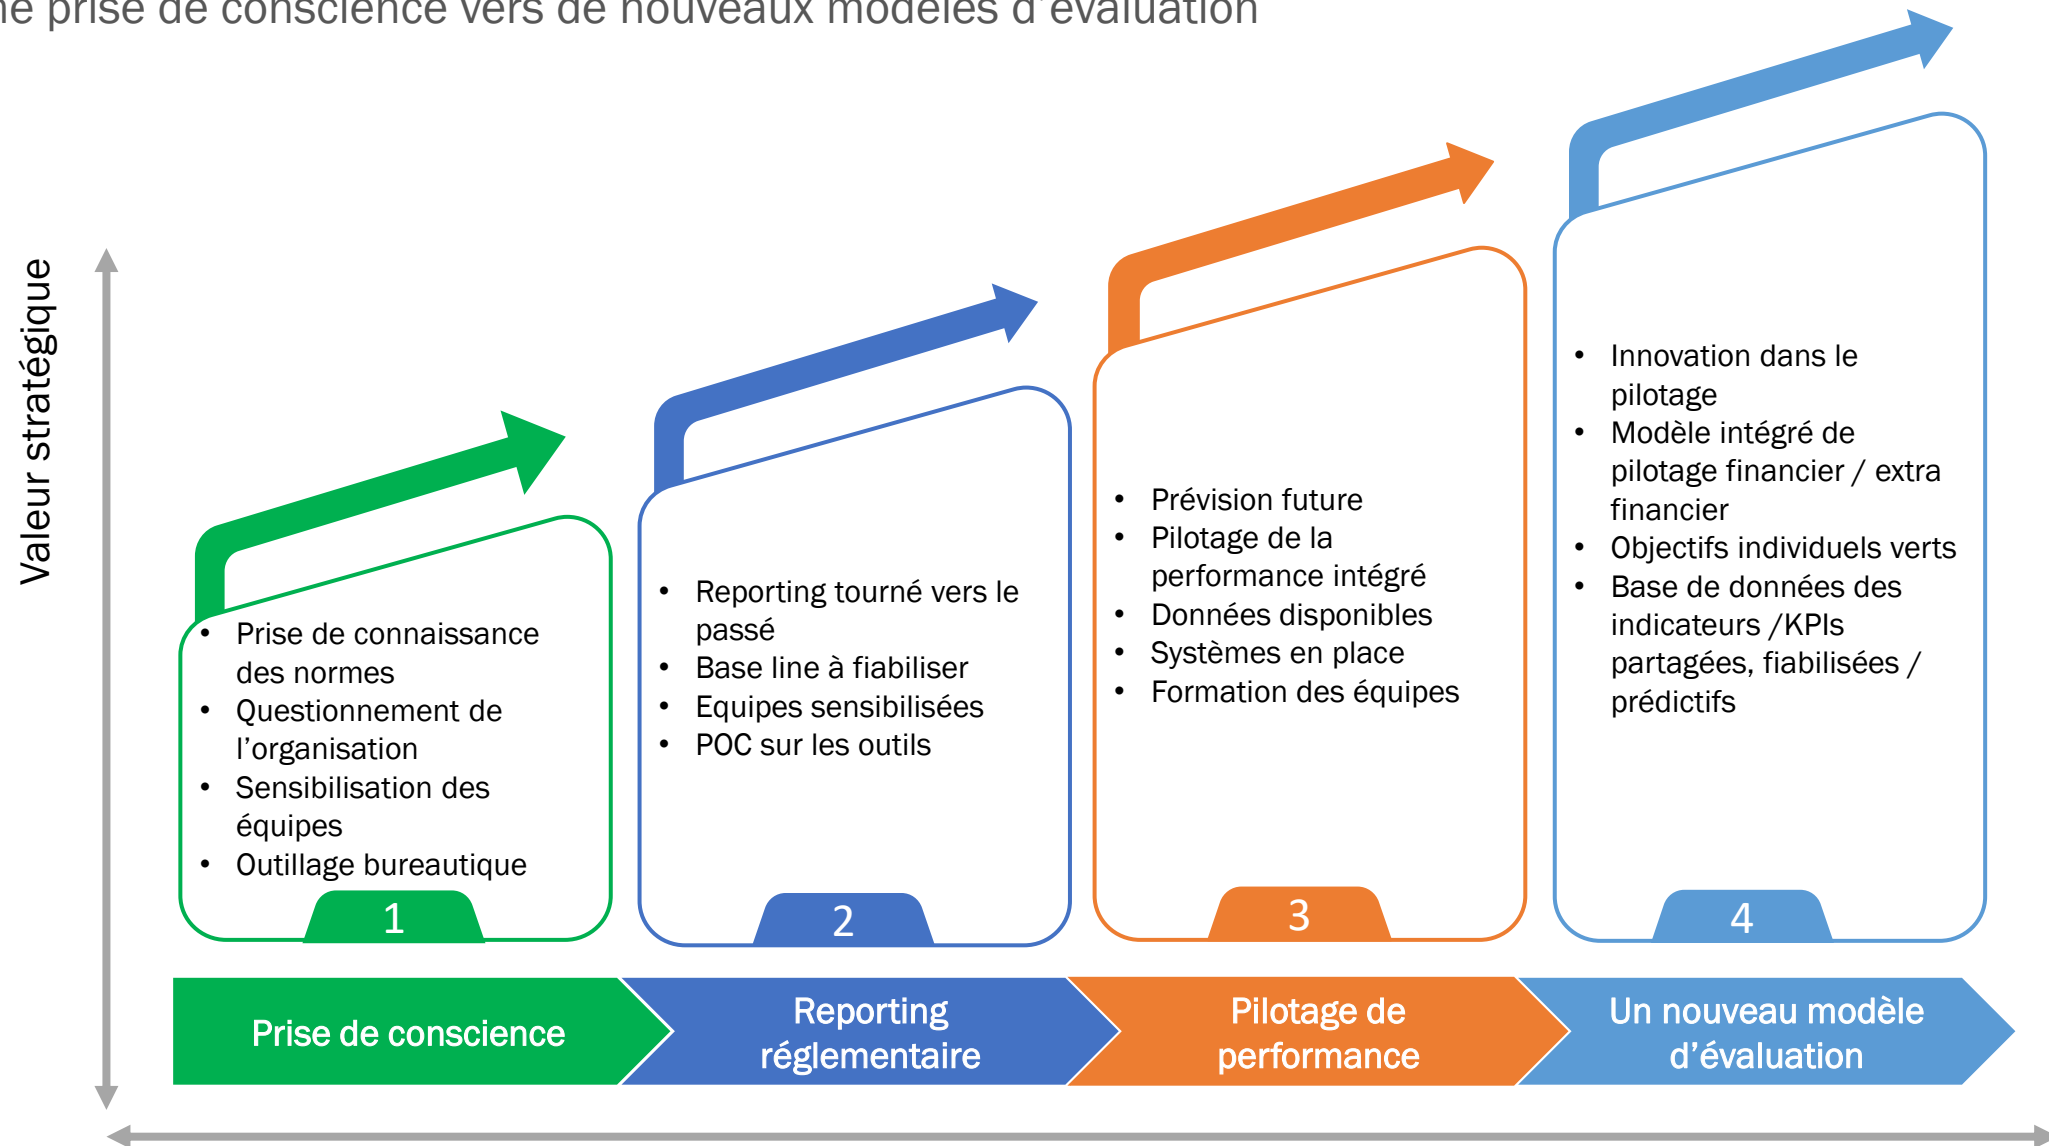 ne prise de conscience vers de nouveaux modèles d’évaluation
Valeur stratégique
• Prise de connaissance
des normes
• Questionnement de
l’organisation
• Sensibilisation des
équipes
• Outillage bureautique
1
Prise de conscience
• Reporting tourné vers le
passé
• Base line à fiabiliser
• Equipes sensibilisées
• POC sur les outils
2
Reporting
réglementaire
• Prévision future
• Pilotage de la
performance intégré
• Données disponibles
• Systèmes en place
• Formation des équipes
3
Pilotage de
performance
• Innovation dans le
pilotage
• Modèle intégré de
pilotage financier / extra
financier
• Objectifs individuels verts
• Base de données des
indicateurs /KPIs
partagées, fiabilisées /
prédictifs
4
Un nouveau modèle
d’évaluation